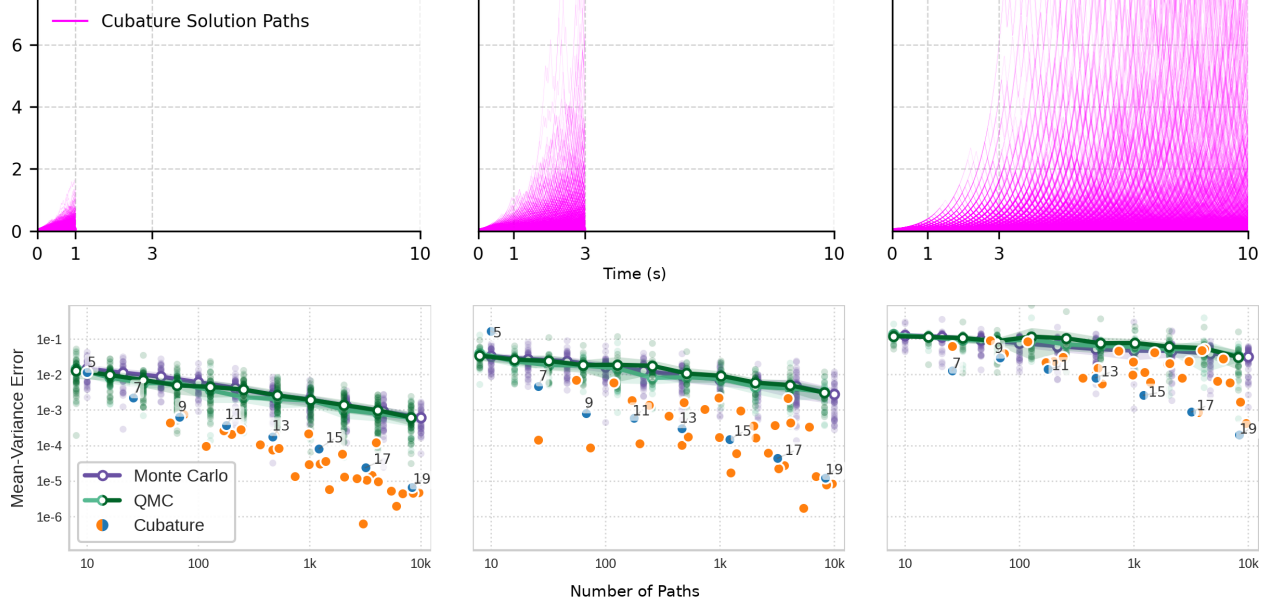 Cubature Solution Paths
6
4
2
0
0 1 3 10
0 1 3 10
0 1 3 10
Time (s)
Mean-Variance Error
1e-1
1e-2
1e-3
1e-4
1e-5
1e-6
5
7
9
11
13
15
17
19
Monte Carlo
QMC
Cubature
10 100 1k 10k
5
7
9
11
13
15
17
19
10 100 1k 10k
7
9
11
13
15
17
19
10 100 1k 10k
Number of Paths